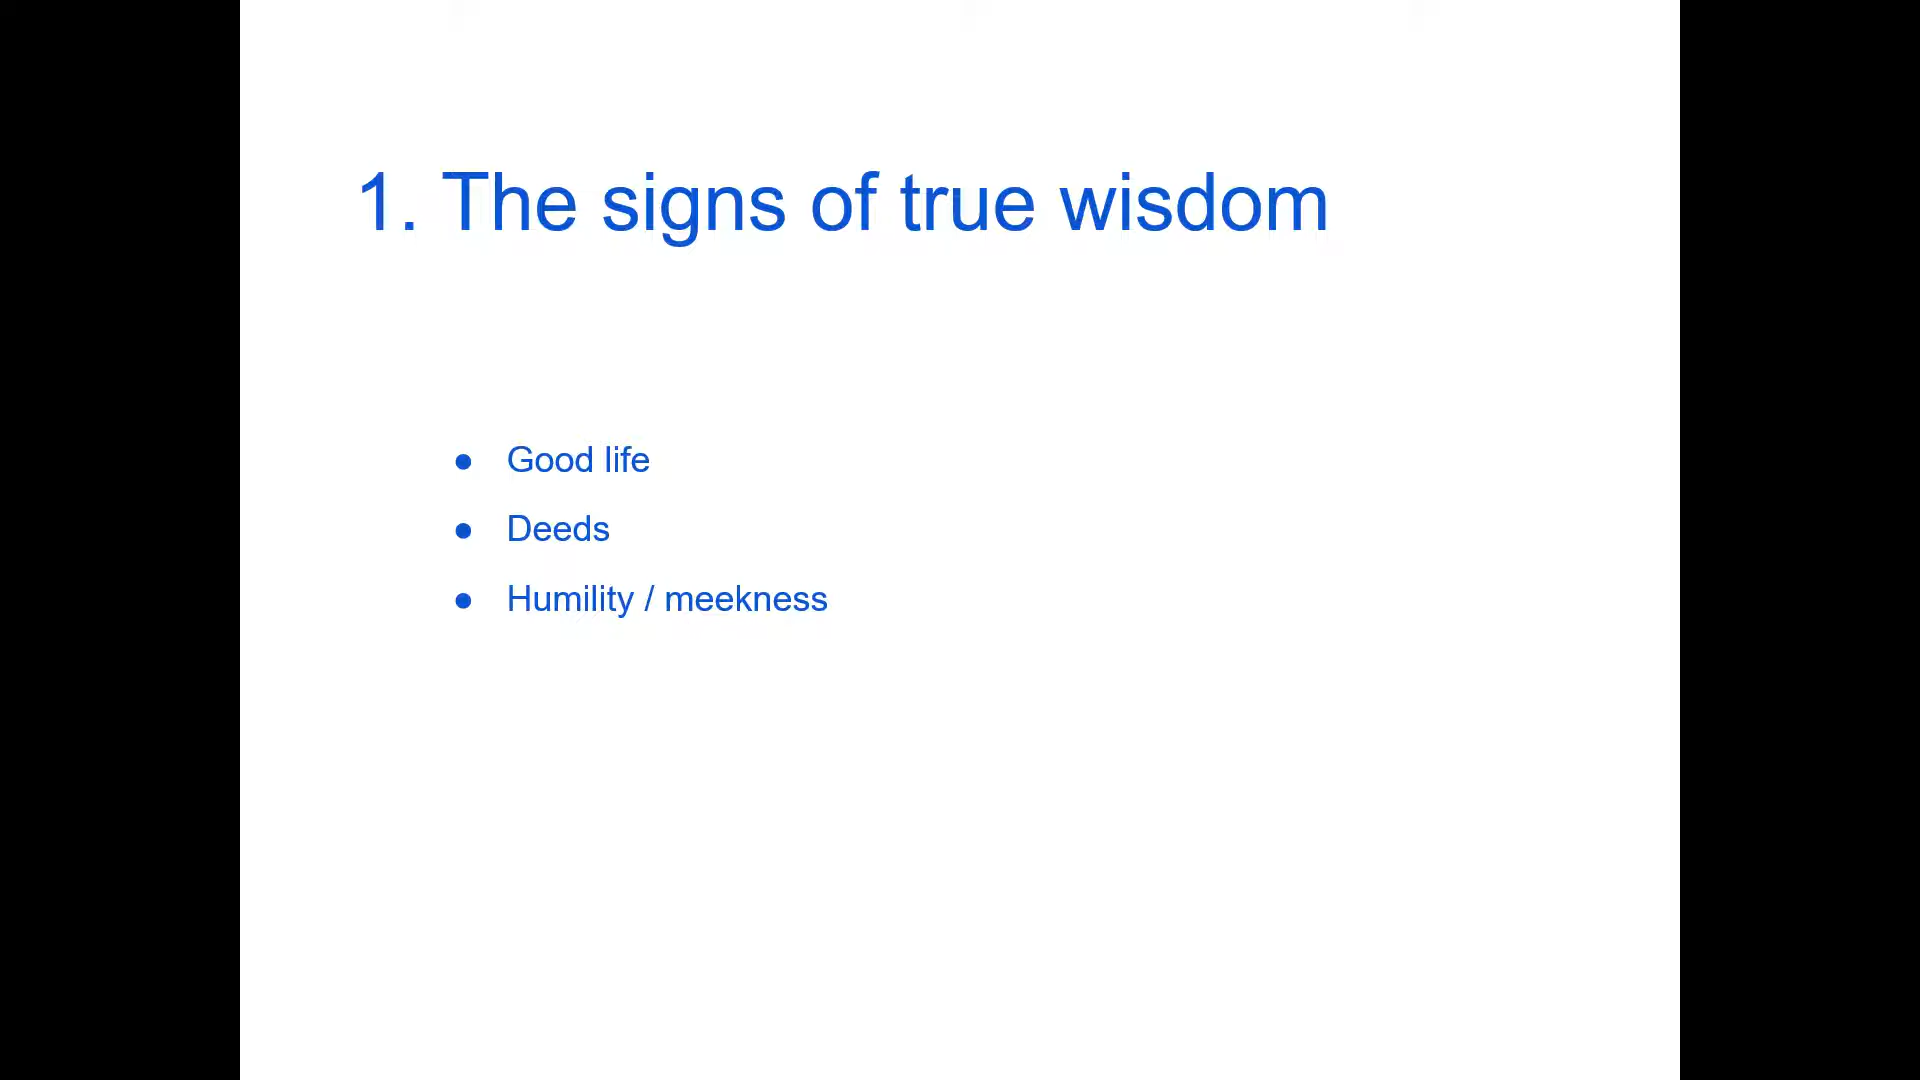 1. The signs of true wisdom
● Good life
● Deeds
● Humility / meekness